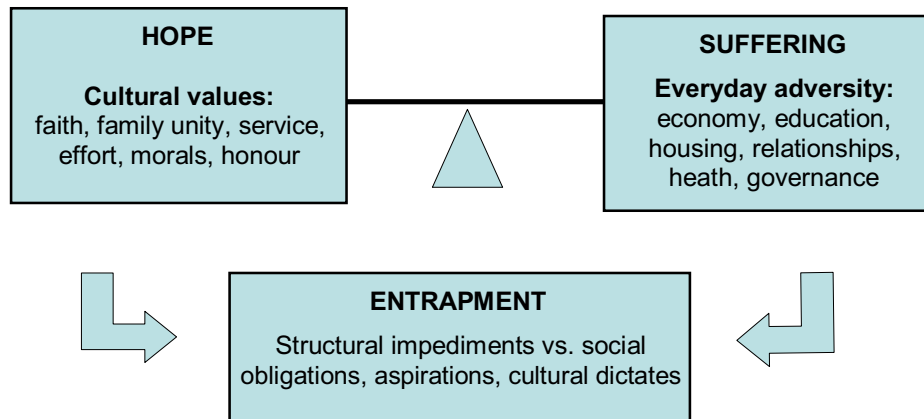 HOPE
Cultural values:
faith, family unity, service,
effort, morals, honour
SUFFERING
Everyday adversity:
economy, education,
housing, relationships,
heath, governance
ENTRAPMENT
Structural impediments vs. social
obligations, aspirations, cultural dictates